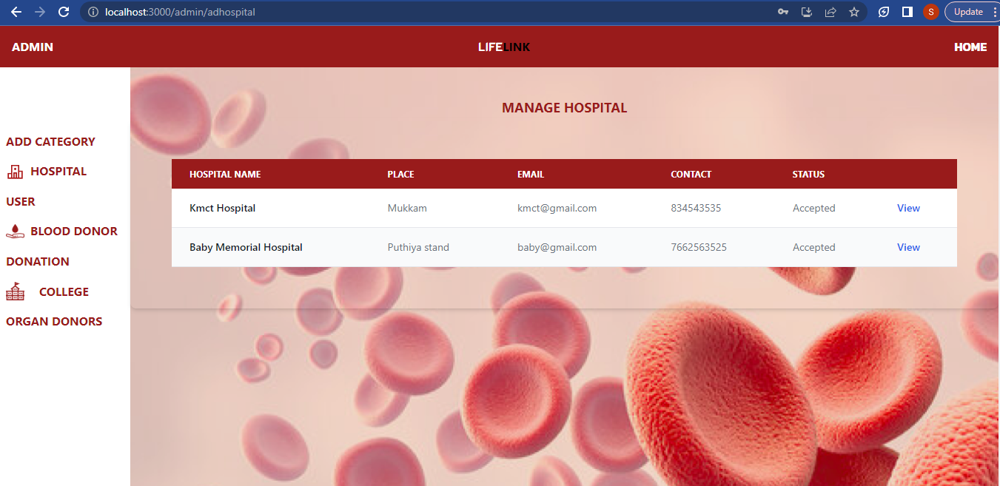 localhost:3000/admin/adhospital
S
Update
ADMIN
LIFELINK
HOME
MANAGE HOSPITAL
ADD CATEGORY
HOSPITAL
USER
BLOOD DONOR
DONATION
COLLEGE
ORGAN DONORS
HOSPITAL NAME PLACE EMAIL CONTACT STATUS
Kmct Hospital Mukkam kmct@gmail.com 834543535 Accepted View
Baby Memorial Hospital Puthiya stand baby@gmail.com 7662563525 Accepted View